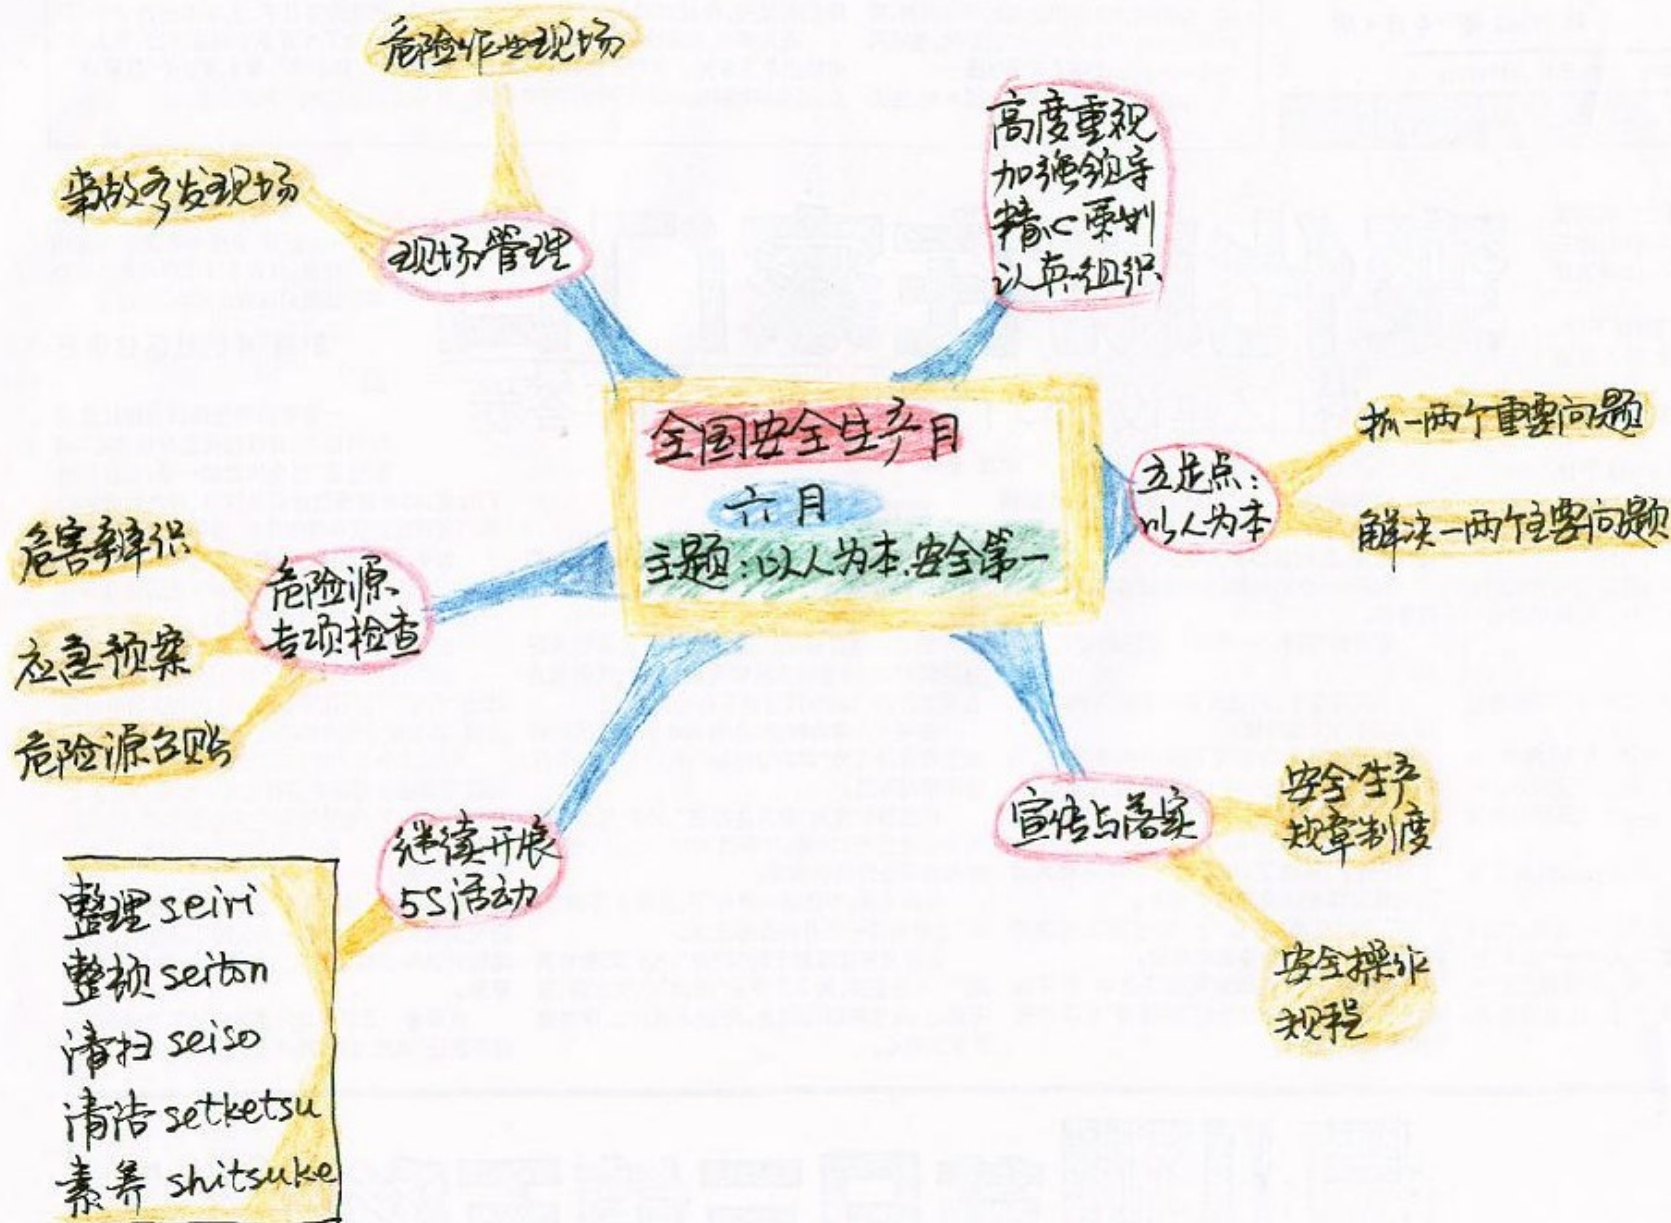 危险作业现场
事故多发现场
现场管理
高度重视
加强领导
精心策划
认真组织
全国安全生产月
六月
主题：以人为本、安全第一
立足点：
以人为本
抓一两个重要问题
解决一两个主要问题
危害辩识
应急预案
危险源台账
危险源
专项检查
继续开展
5S活动
整理 seiri
整顿 seiton
清扫 seiso
清洁 setketsu
素养 shitsuke
宣传与落实
安全生产
规章制度
安全操作
规程